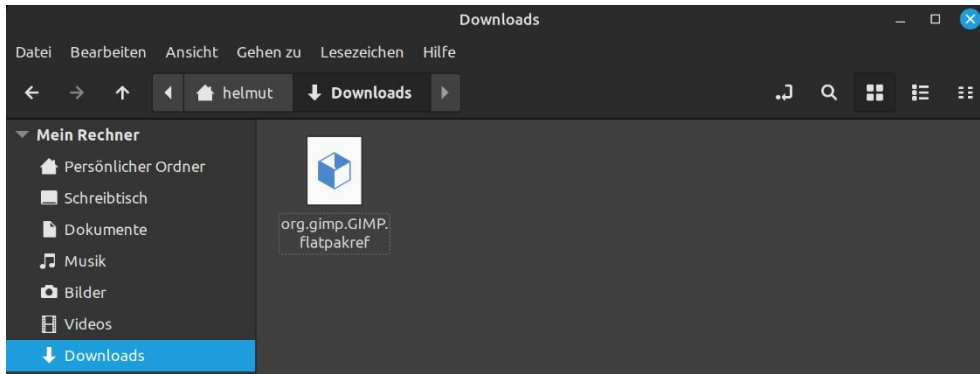 Downloads
Datei Bearbeiten Ansicht Gehen zu Lesezeichen Hilfe
helmut Downloads
Mein Rechner
Persönlicher Ordner
Schreibtisch
Dokumente
Musik
Bilder
Videos
Downloads
org.gimp.GIMP.
flatpakref